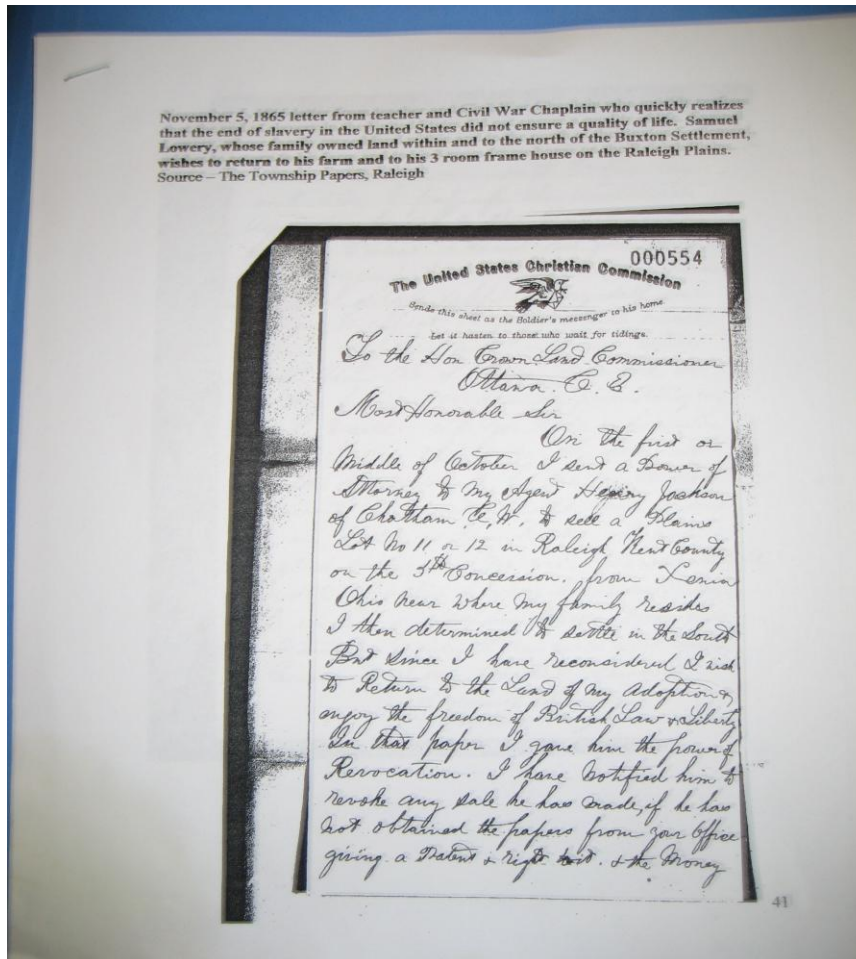 November 5, 1865 letter from teacher and Civil War Chaplain who quickly realizes
that the end of slavery in the United States did not ensure a quality of life. Samuel
Lowery, whose family owned land within and to the north of the Buxton Settlement,
wishes to return to his farm and to his 3 room frame house on the Raleigh Plains.
Source – The Township Papers, Raleigh
000554
The United States Christian Commission
Sends this sheet as the Soldier's messenger to his home.
Let it hasten to those who wait for tidings.
To the Hon Crown Land Commissioner
Ottawa. C. E.
Most Honorable Sir
On the first or
Middle of October I sent a Power of
Attorney to my Agent Henry Jackson
of Chatham C. W. to sell a Plains
Lot No 11 or 12 in Raleigh Kent County
on the 5th Concession. from Xenia
Ohio near where my family resides
I then determined to settle in the South
But since I have reconsidered I wish
to Return to the Land of my adoption &
enjoy the freedom of British Law & Liberty
In that paper I gave him the power of
Revocation. I have Notified him to
revoke any sale he has made, if he has
not obtained the papers from your Office
giving a Patent & right & the Money
41